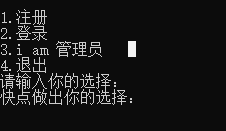 1.注册
2.登录
3.i am 管理员
4.退出
请输入你的选择：
快点做出你的选择：